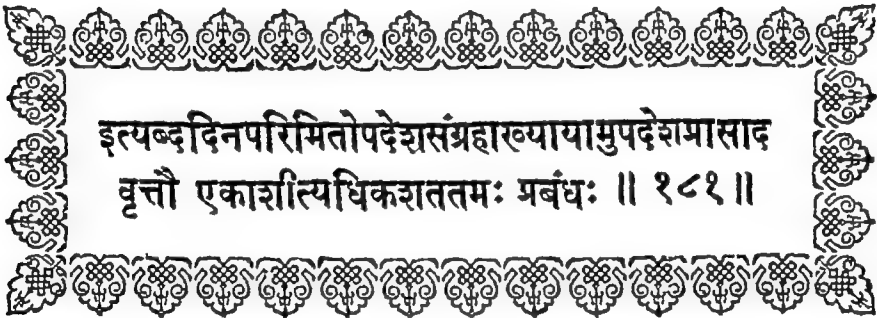 इत्यब्ददिनपरिमितोपदेशसंग्रहाख्यायामुपदेशप्रासाद
वृत्तौ एकाशीत्यधिकशततमः प्रबंधः ॥ १८१ ॥